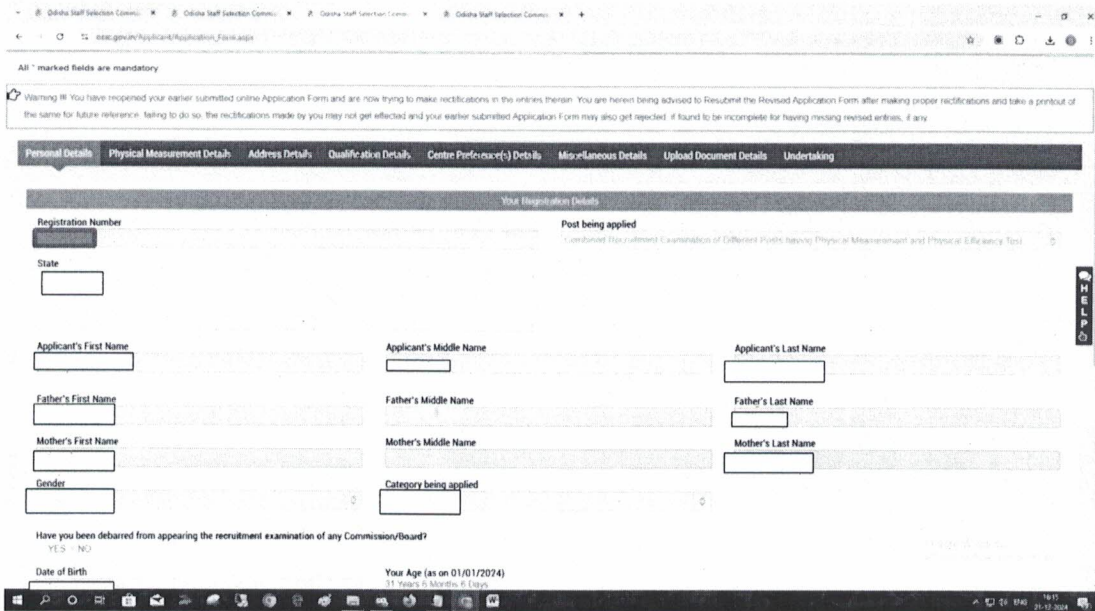 Odisha Staff Selection Commis
Odisha Staff Selection Commis
Odisha Staff Selection Commis
Odisha Staff Selection Commis
All * marked fields are mandatory
Warning !!! You have reopened your earlier submitted online Application Form and are now trying to make rectifications in the entries therein. You are herein being advised to Resubmit the Revised Application Form after making proper rectifications and take a printout of
the same for future reference, failing to do so, the rectifications made by you may not get effected and your earlier submitted Application Form may also get rejected, if found to be incomplete for having missing revised entries, if any.
Personal Details Physical Measurement Details Address Details Qualification Details Centre Preference(s) Details Miscellaneous Details Upload Document Details Undertaking
Your Registration Details
Registration Number Post being applied
Combined Recruitment Examination of Different Posts having Physical Measurement and Physical Efficiency Test
State
HELP
Applicant's First Name Applicant's Middle Name Applicant's Last Name
Father's First Name Father's Middle Name Father's Last Name
Mother's First Name Mother's Middle Name Mother's Last Name
Gender Category being applied
Have you been debarred from appearing the recruitment examination of any Commission/Board?
YES NO
Date of Birth Your Age (as on 01/01/2024)
31 Years 6 Months 6 Days
ENG 16:15
21-12-2024